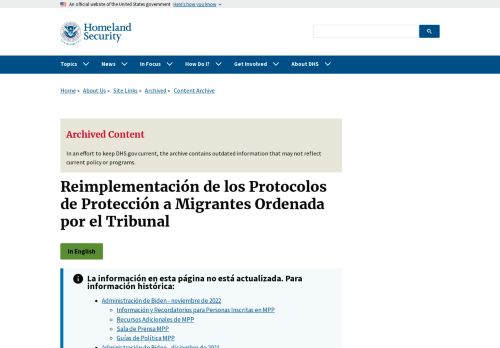 An official website of the United States government Here's how you know
Homeland
Security
Topics News In Focus How Do I? Get Involved About DHS
Home About Us Site Links Archived Content Archive
Archived Content
In an effort to keep DHS.gov current, the archive contains outdated information that may not reflect
current policy or programs.
Reimplementación de los Protocolos
de Protección a Migrantes Ordenada
por el Tribunal
In English
La información en esta página no está actualizada. Para
información histórica:
Administración de Biden - noviembre de 2022
Información y Recordatorios para Personas Inscritas en MPP
Recursos Adicionales de MPP
Sala de Prensa MPP
Guías de Política MPP
Administración de Biden - diciembre de 2021